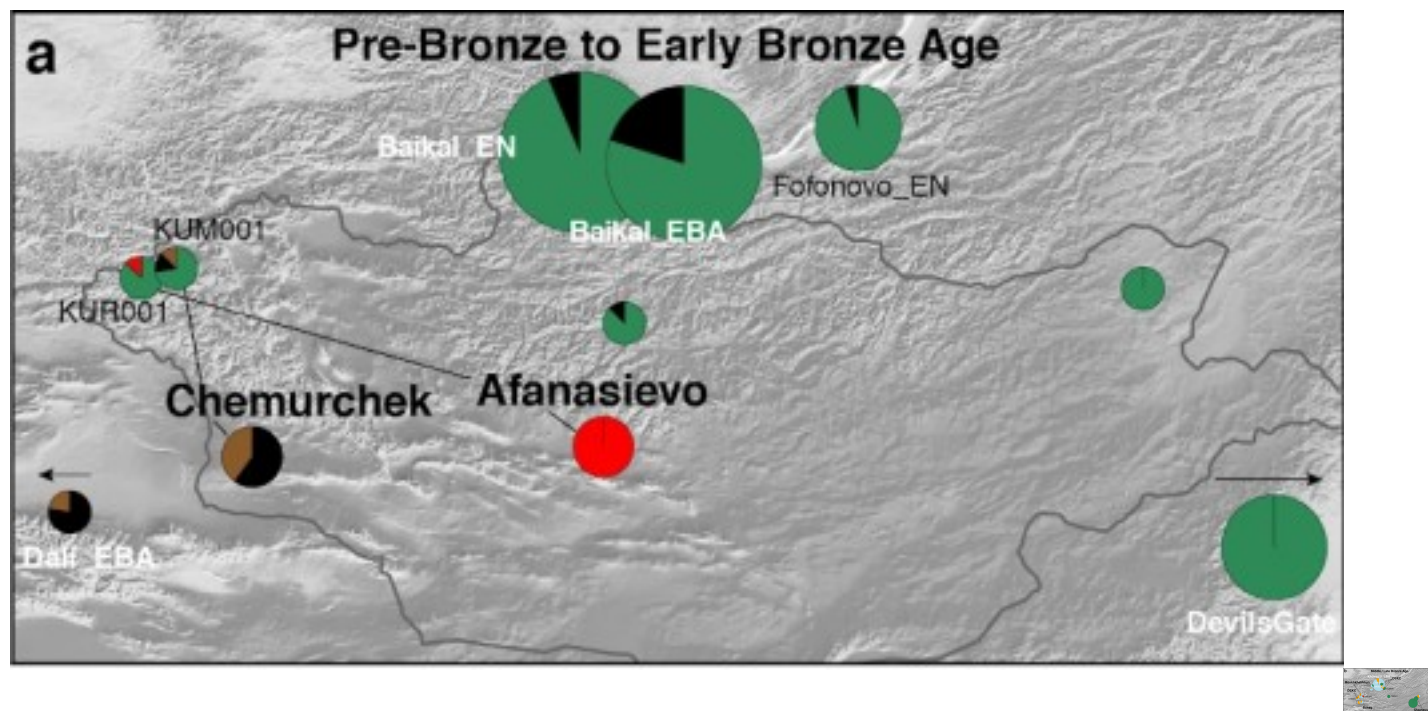 a
Pre-Bronze to Early Bronze Age
Baikal_EN
Fofonovo_EN
Baikal_EBA
KUM001
KUR001
Chemurchek
Afanasievo
Dali_EBA
DevilsGate